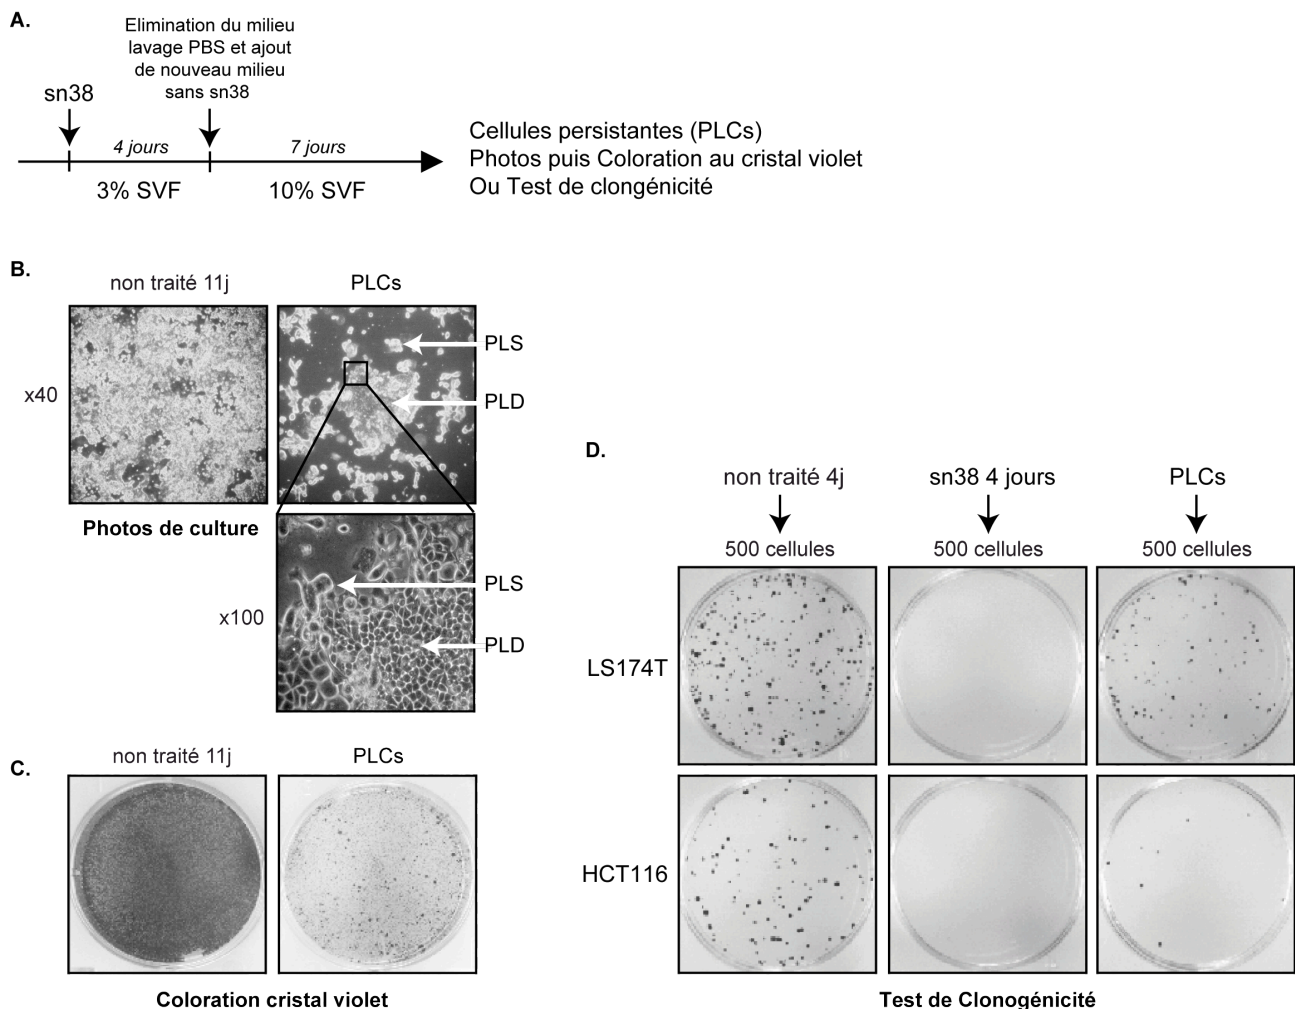 A.
Elimination du milieu
lavage PBS et ajout
de nouveau milieu
sans sn38
sn38
4 jours
7 jours
3% SVF
10% SVF
Cellules persistantes (PLCs)
Photos puis Coloration au cristal violet
Ou Test de clongénicité
B.
non traité 11j
PLCs
x40
PLS
PLD
Photos de culture
x100
PLS
PLD
C.
non traité 11j
PLCs
Coloration cristal violet
D.
non traité 4j
sn38 4 jours
PLCs
500 cellules
500 cellules
500 cellules
LS174T
HCT116
Test de Clonogénicité